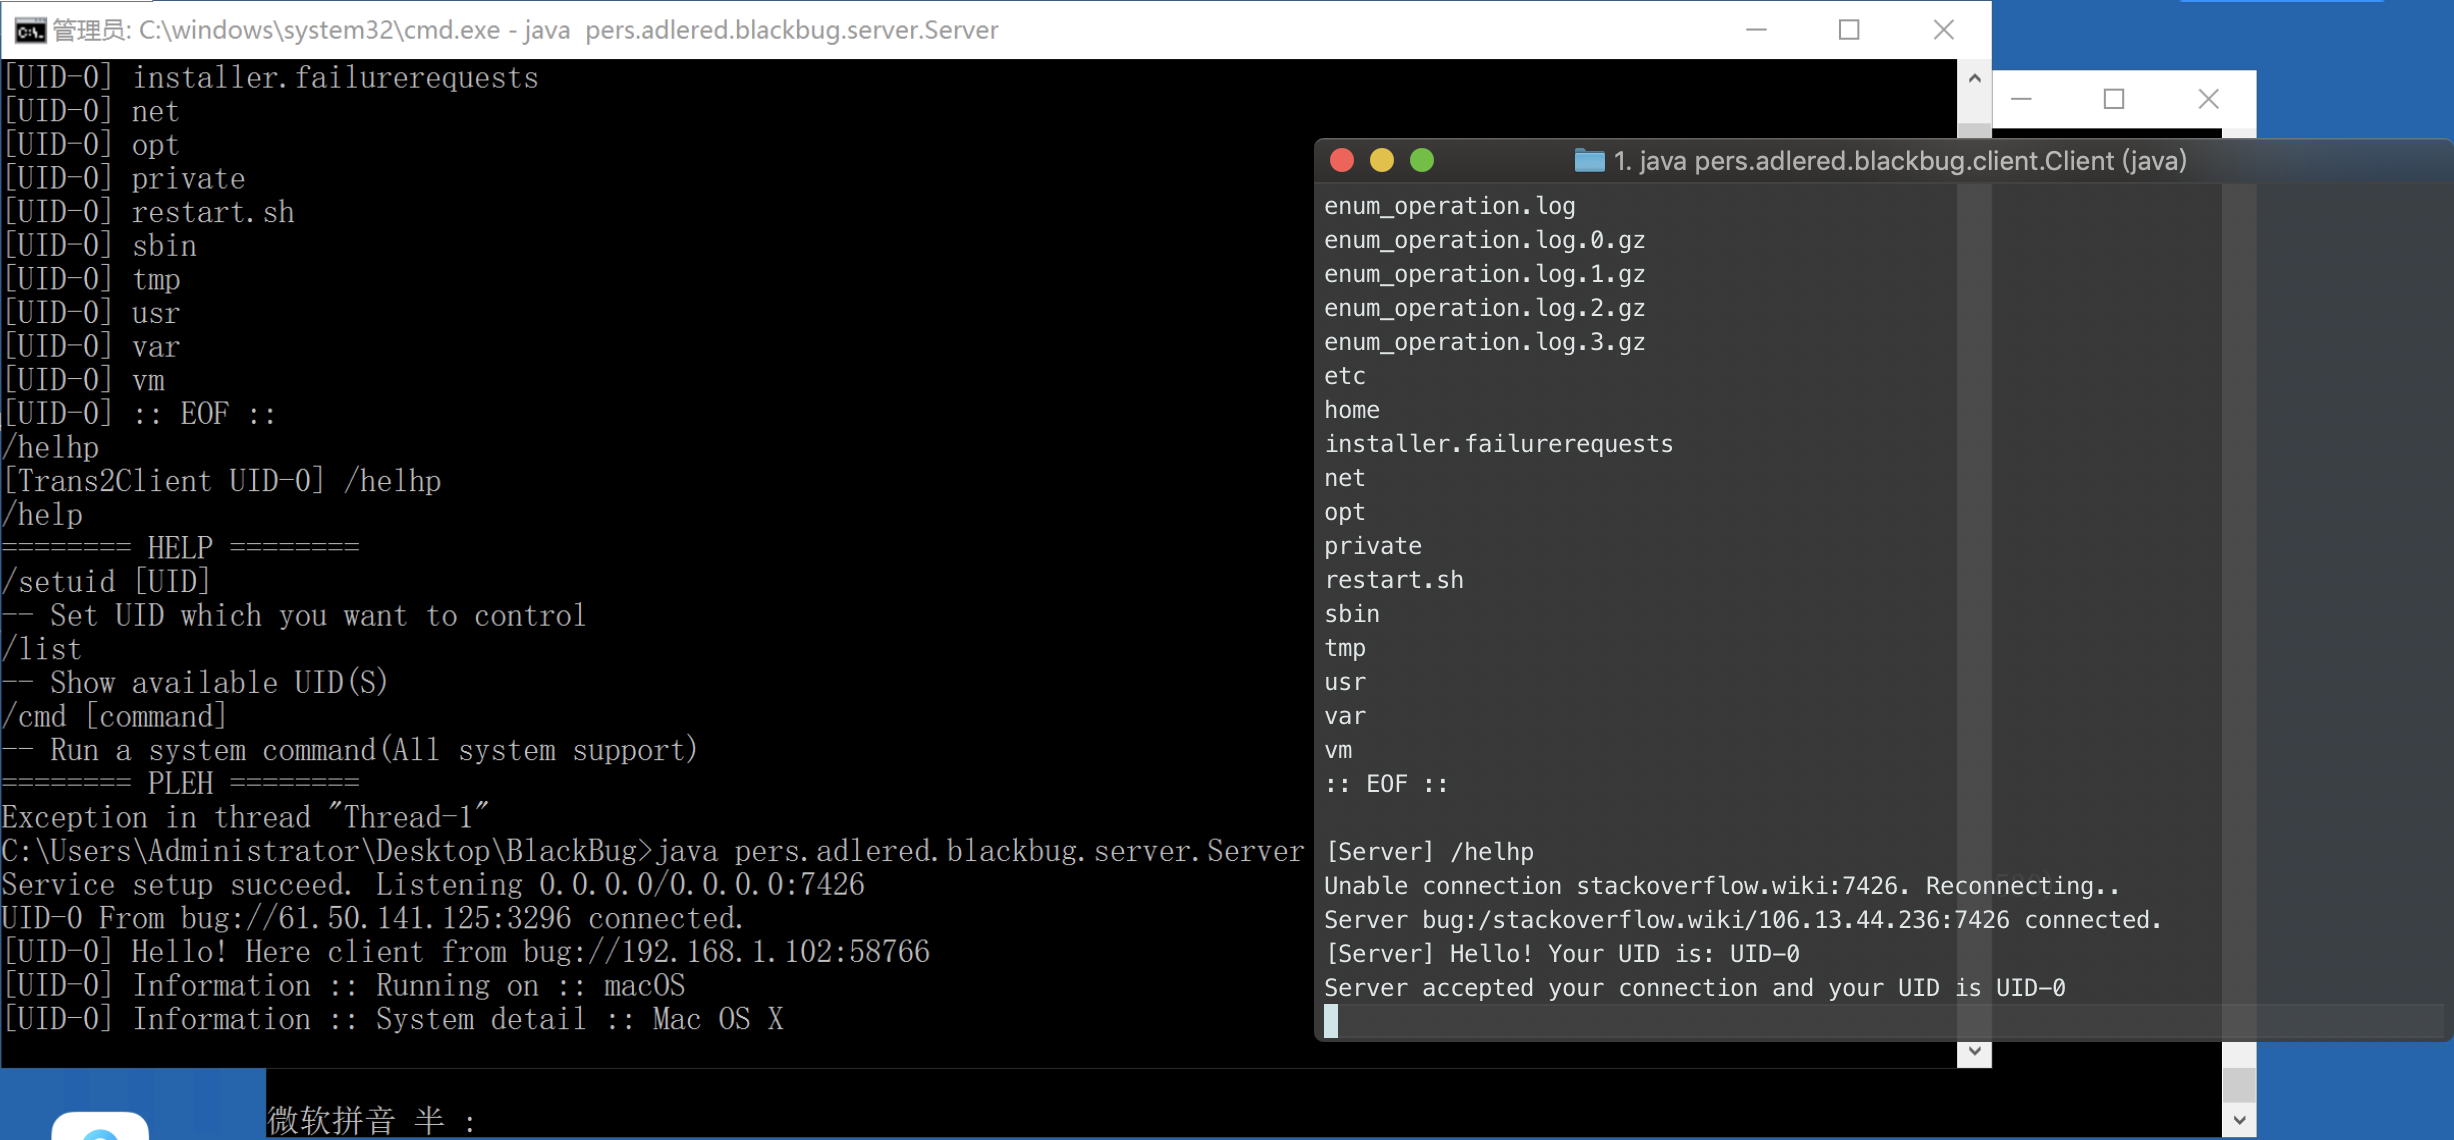 管理员: C:\windows\system32\cmd.exe - java  pers.adlered.blackbug.server.Server
[UID-0] installer.failurerequests
[UID-0] net
[UID-0] opt
[UID-0] private
[UID-0] restart.sh
[UID-0] sbin
[UID-0] tmp
[UID-0] usr
[UID-0] var
[UID-0] vm
[UID-0] :: EOF ::
/helhp
[Trans2Client UID-0] /helhp
/help
======== HELP ========
/setuid [UID]
-- Set UID which you want to control
/list
-- Show available UID(S)
/cmd [command]
-- Run a system command(All system support)
======== PLEH ========
Exception in thread "Thread-1"
C:\Users\Administrator\Desktop\BlackBug>java pers.adlered.blackbug.server.Server
Service setup succeed. Listening 0.0.0.0/0.0.0.0:7426
UID-0 From bug://61.50.141.125:3296 connected.
[UID-0] Hello! Here client from bug://192.168.1.102:58766
[UID-0] Information :: Running on :: macOS
[UID-0] Information :: System detail :: Mac OS X
1. java pers.adlered.blackbug.client.Client (java)
enum_operation.log
enum_operation.log.0.gz
enum_operation.log.1.gz
enum_operation.log.2.gz
enum_operation.log.3.gz
etc
home
installer.failurerequests
net
opt
private
restart.sh
sbin
tmp
usr
var
vm
:: EOF ::
[Server] /helhp
Unable connection stackoverflow.wiki:7426. Reconnecting..
Server bug:/stackoverflow.wiki/106.13.44.236:7426 connected.
[Server] Hello! Your UID is: UID-0
Server accepted your connection and your UID is UID-0
微软拼音 半 :